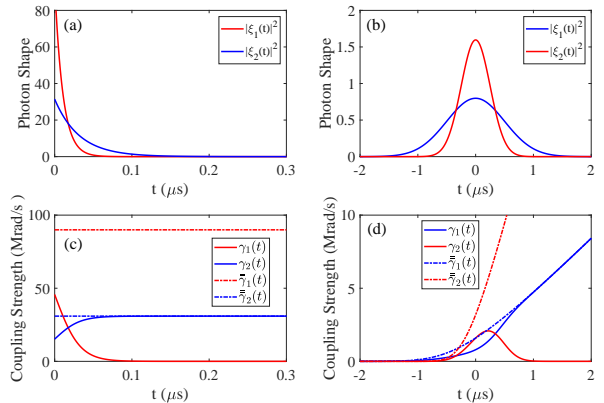 (a)
|ξ₁(t)|²
|ξ₂(t)|²
Photon Shape
80
60
40
20
0
0
0.1
0.2
0.3
t (μs)
(b)
|ξ₁(t)|²
|ξ₂(t)|²
Photon Shape
2
1.5
1
0.5
0
-2
-1
0
1
2
t (μs)
(c)
γ₁(t)
γ₂(t)
γ̄₁(t)
γ̄₂(t)
Coupling Strength (Mrad/s)
100
50
0
0
0.1
0.2
0.3
t (μs)
(d)
γ₁(t)
γ₂(t)
γ̿₁(t)
γ̿₂(t)
Coupling Strength (Mrad/s)
10
5
0
-2
-1
0
1
2
t (μs)